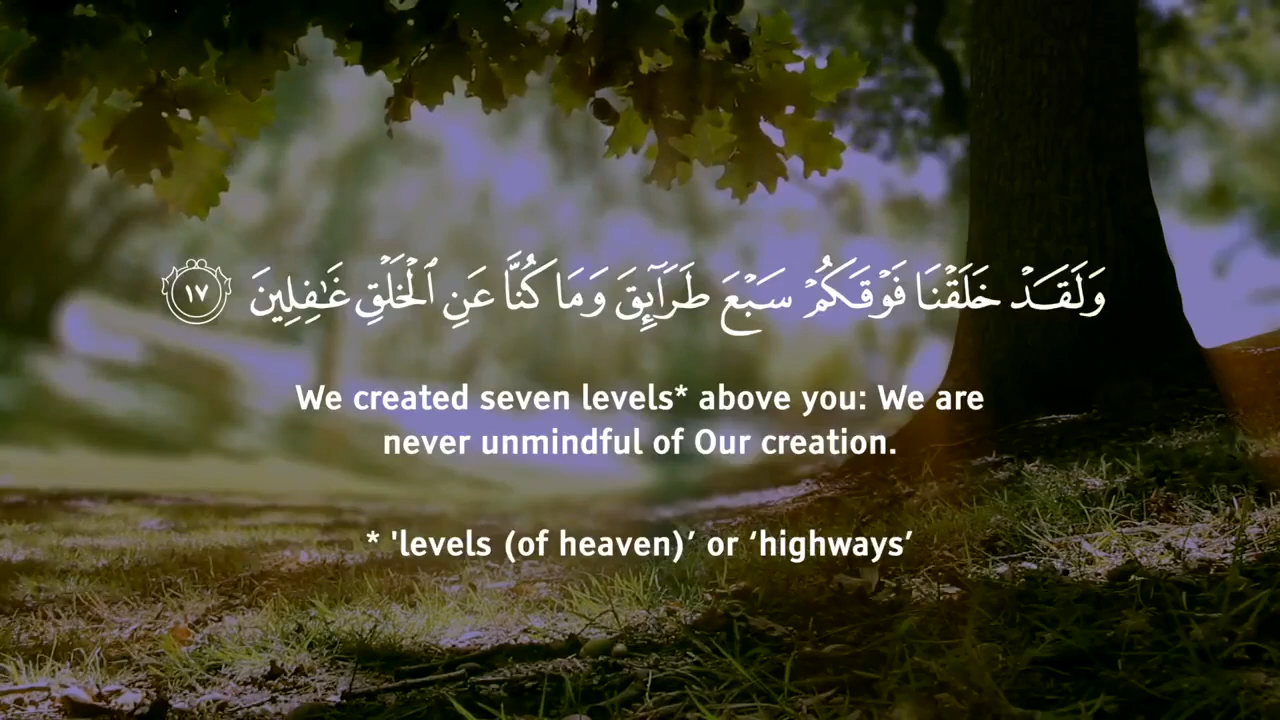 وَلَقَدْ خَلَقْنَا فَوْقَكُمْ سَبْعَ طَرَآئِقَ وَمَا كُنَّا عَنِ ٱلْخَلْقِ غَـٰفِلِينَ ١٧
We created seven levels* above you: We are
never unmindful of Our creation.
* 'levels (of heaven)’ or ‘highways’